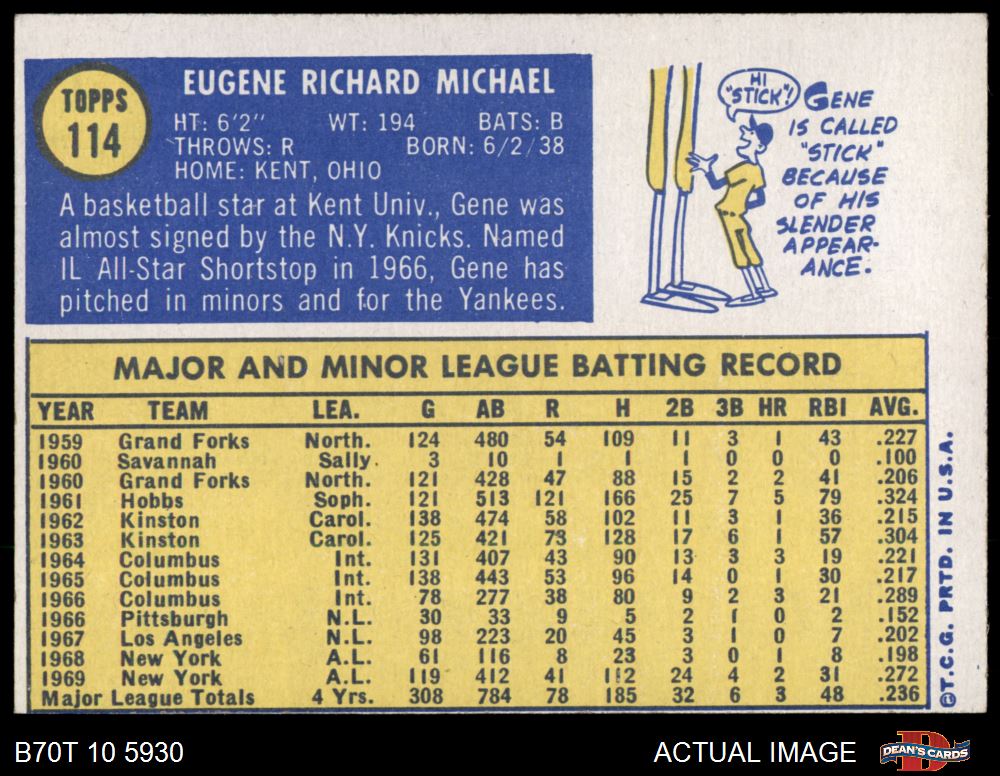 TOPPS
114
EUGENE RICHARD MICHAEL
HT: 6'2" WT: 194 BATS: B
THROWS: R BORN: 6/2/38
HOME: KENT, OHIO
A basketball star at Kent Univ., Gene was
almost signed by the N.Y. Knicks. Named
IL All-Star Shortstop in 1966, Gene has
pitched in minors and for the Yankees.
HI
"STICK"!
GENE
IS CALLED
"STICK"
BECAUSE
OF HIS
SLENDER
APPEAR-
ANCE.
MAJOR AND MINOR LEAGUE BATTING RECORD
YEAR TEAM LEA. G AB R H 2B 3B HR RBI AVG.
1959 Grand Forks North. 124 480 54 109 11 3 1 43 .227
1960 Savannah Sally. 3 10 1 1 1 0 0 0 .100
1960 Grand Forks North. 121 428 47 88 15 2 2 41 .206
1961 Hobbs Soph. 121 513 121 166 25 7 5 79 .324
1962 Kinston Carol. 138 474 58 102 11 3 1 36 .215
1963 Kinston Carol. 125 421 73 128 17 6 1 57 .304
1964 Columbus Int. 131 407 43 90 13 3 3 19 .221
1965 Columbus Int. 138 443 53 96 14 0 1 30 .217
1966 Columbus Int. 78 277 38 80 9 2 3 21 .289
1966 Pittsburgh N.L. 30 33 9 5 2 1 0 2 .152
1967 Los Angeles N.L. 98 223 20 45 3 1 0 7 .202
1968 New York A.L. 61 116 8 23 3 0 1 8 .198
1969 New York A.L. 119 412 41 112 24 4 2 31 .272
Major League Totals 4 Yrs. 308 784 78 185 32 6 3 48 .236
©T.C.G. PRTD. IN U.S.A.
B70T 10 5930
ACTUAL IMAGE
D
DEAN'S CARDS